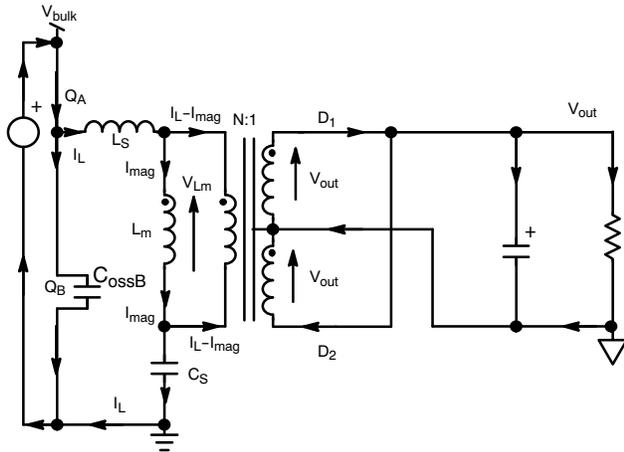 V_bulk
+
Q_A
I_L
L_S
I_L–I_mag
N:1
D_1
V_out
I_mag
V_Lm
V_out
L_m
+
Q_B
C_ossB
V_out
I_mag
I_L–I_mag
D_2
C_S
I_L